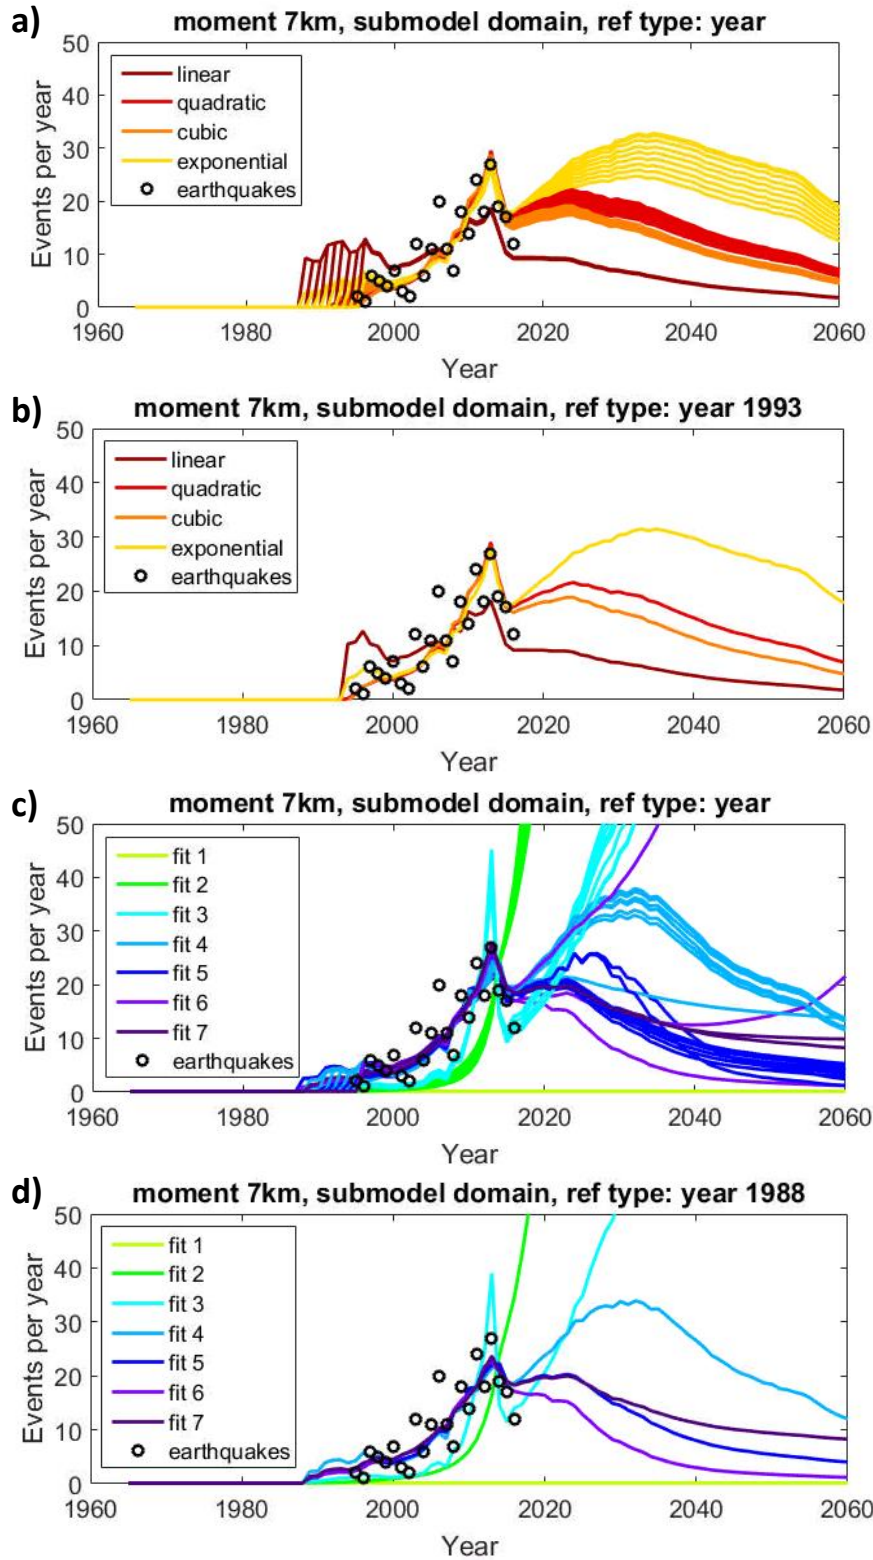 a)
moment 7km, submodel domain, ref type: year
50
40
30
20
10
0
Events per year
linear
quadratic
cubic
exponential
earthquakes
1960 1980 2000 2020 2040 2060
Year
b)
moment 7km, submodel domain, ref type: year 1993
50
40
30
20
10
0
Events per year
linear
quadratic
cubic
exponential
earthquakes
1960 1980 2000 2020 2040 2060
Year
c)
moment 7km, submodel domain, ref type: year
50
40
30
20
10
0
Events per year
fit 1
fit 2
fit 3
fit 4
fit 5
fit 6
fit 7
earthquakes
1960 1980 2000 2020 2040 2060
Year
d)
moment 7km, submodel domain, ref type: year 1988
50
40
30
20
10
0
Events per year
fit 1
fit 2
fit 3
fit 4
fit 5
fit 6
fit 7
earthquakes
1960 1980 2000 2020 2040 2060
Year